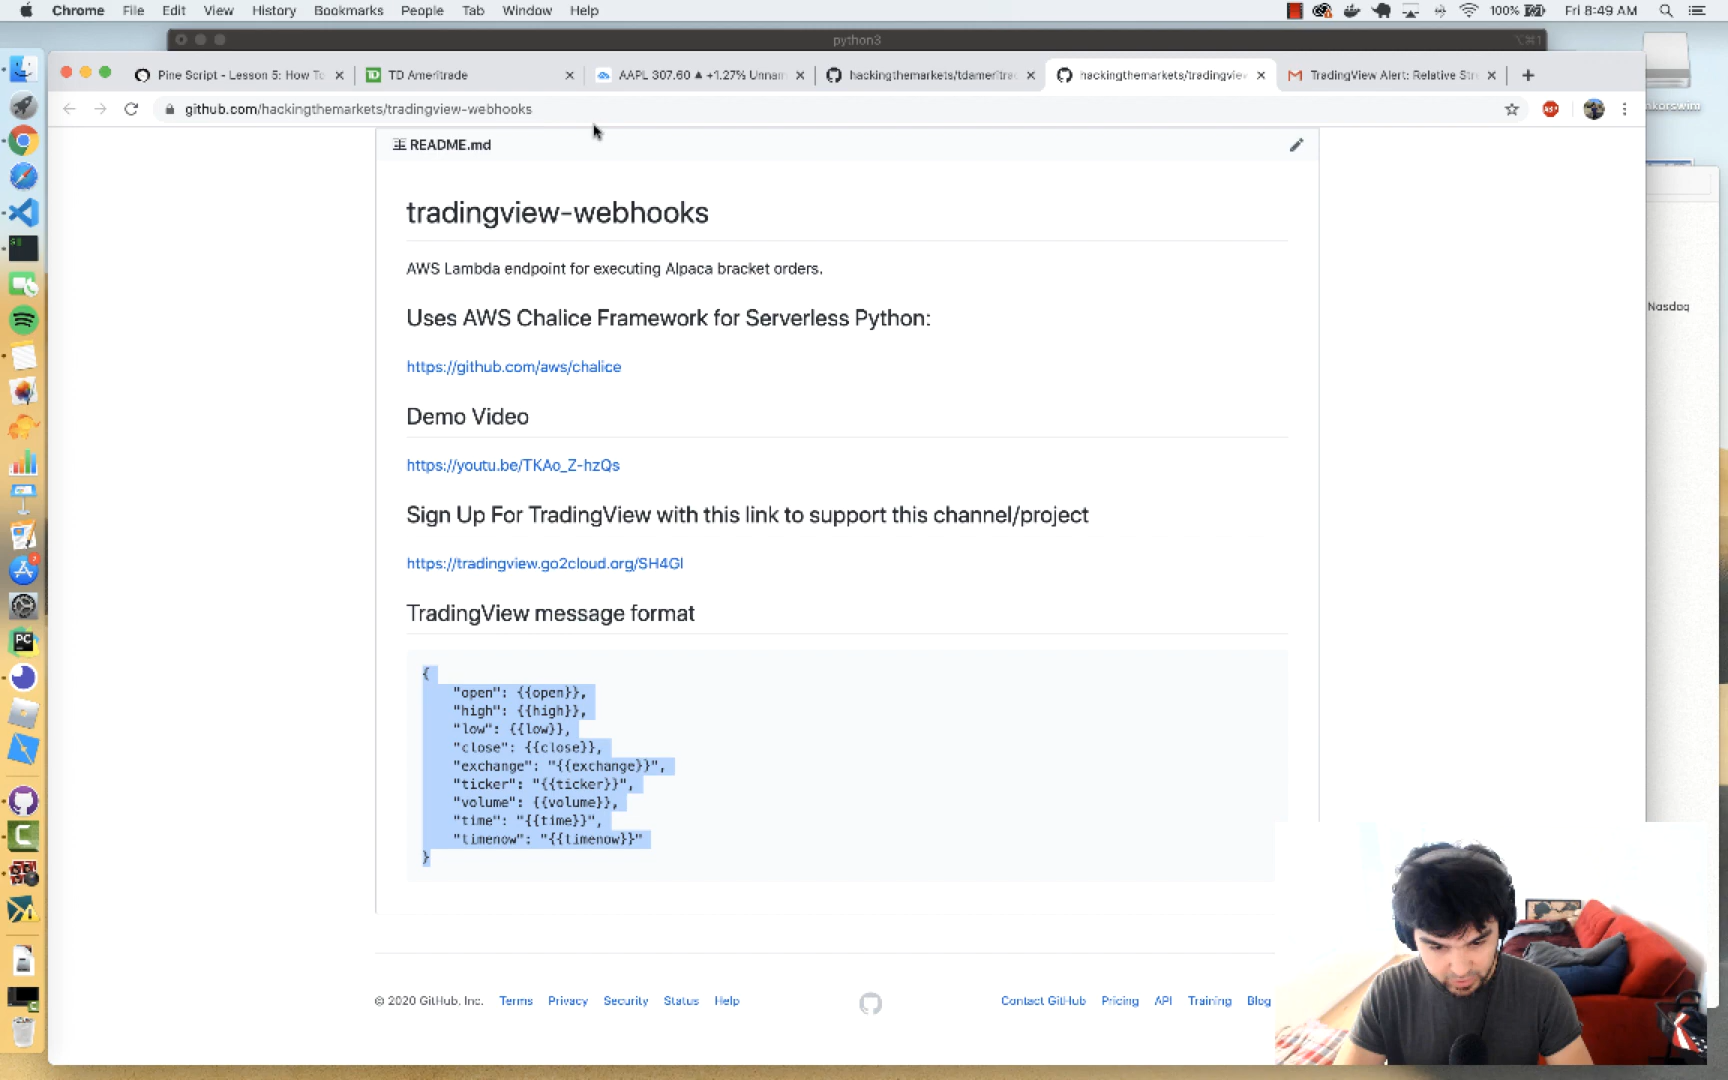 Chrome File Edit View History Bookmarks People Tab Window Help 100% Fri 8:49 AM
python3 ⌥⌘1
Pine Script - Lesson 5: How To TD Ameritrade AAPL 307.60 ▲ +1.27% Unnam hackingthemarkets/tdameritra hackingthemarkets/tradingview TradingView Alert: Relative Str
github.com/hackingthemarkets/tradingview-webhooks
README.md
tradingview-webhooks
AWS Lambda endpoint for executing Alpaca bracket orders.
Uses AWS Chalice Framework for Serverless Python:
https://github.com/aws/chalice
Nasdaq
Demo Video
https://youtu.be/TKAo_Z-hzQs
Sign Up For TradingView with this link to support this channel/project
https://tradingview.go2cloud.org/SH4GI
TradingView message format
{
"open": {{open}},
"high": {{high}},
"low": {{low}},
"close": {{close}},
"exchange": "{{exchange}}",
"ticker": "{{ticker}}",
"volume": {{volume}},
"time": "{{time}}",
"timenow": "{{timenow}}"
}
© 2020 GitHub, Inc. Terms Privacy Security Status Help Contact GitHub Pricing API Training Blog